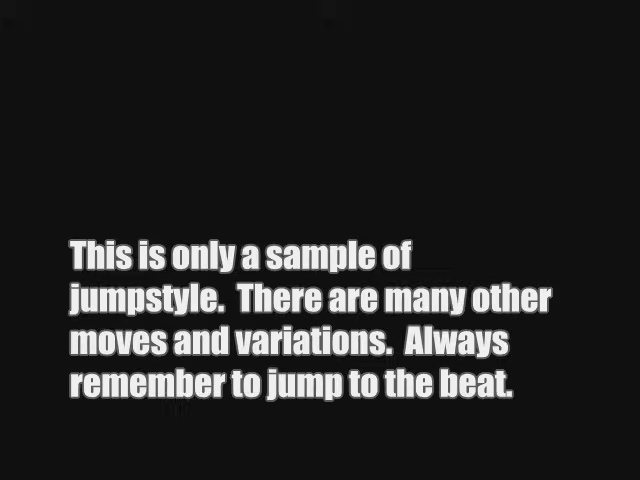 This is only a sample of
jumpstyle.  There are many other
moves and variations.  Always
remember to jump to the beat.